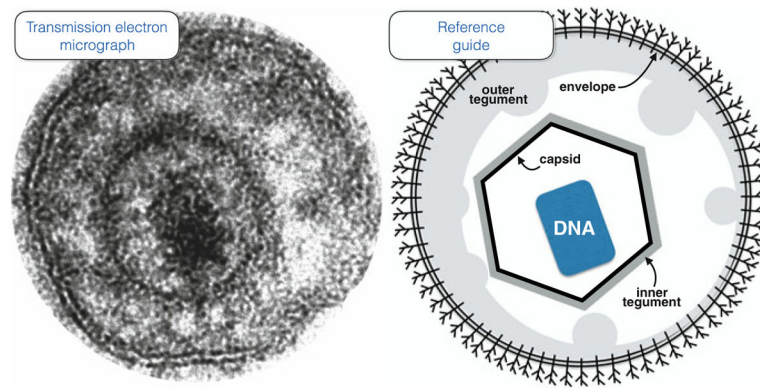 Transmission electron
micrograph
Reference
guide
outer
tegument
envelope
capsid
DNA
inner
tegument